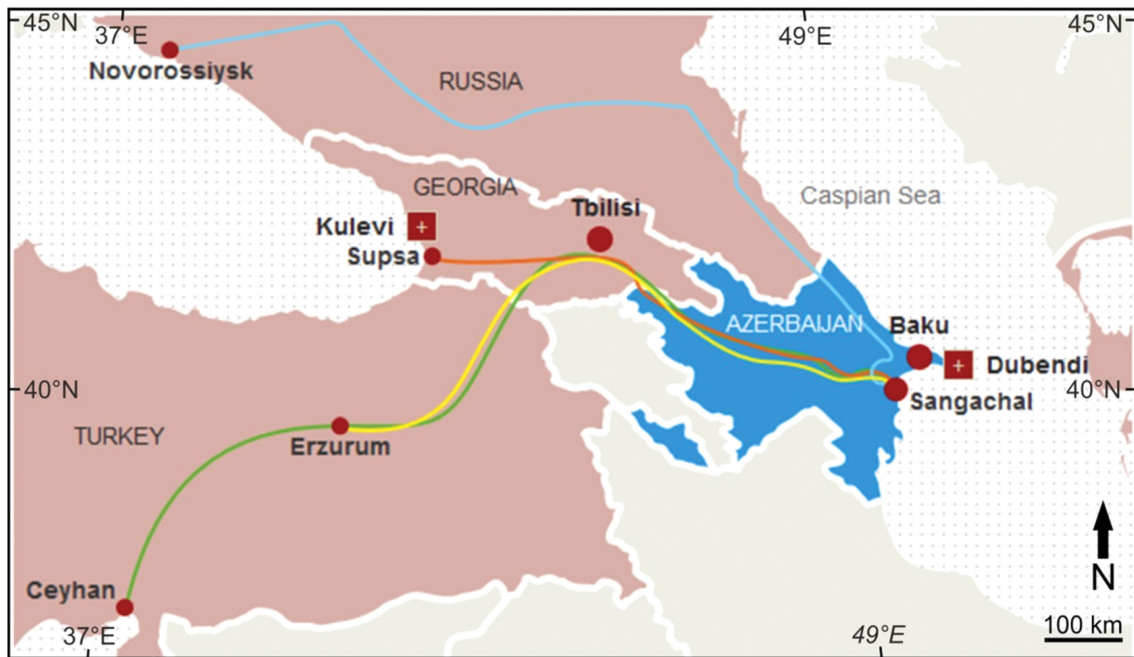 45°N
37°E
49°E
45°N
Novorossiysk
RUSSIA
GEORGIA
Caspian Sea
Tbilisi
Kulevi
Supsa
AZERBAIJAN
Baku
Dubendi
40°N
40°N
Sangachal
TURKEY
Erzurum
N
Ceyhan
100 km
37°E
49°E